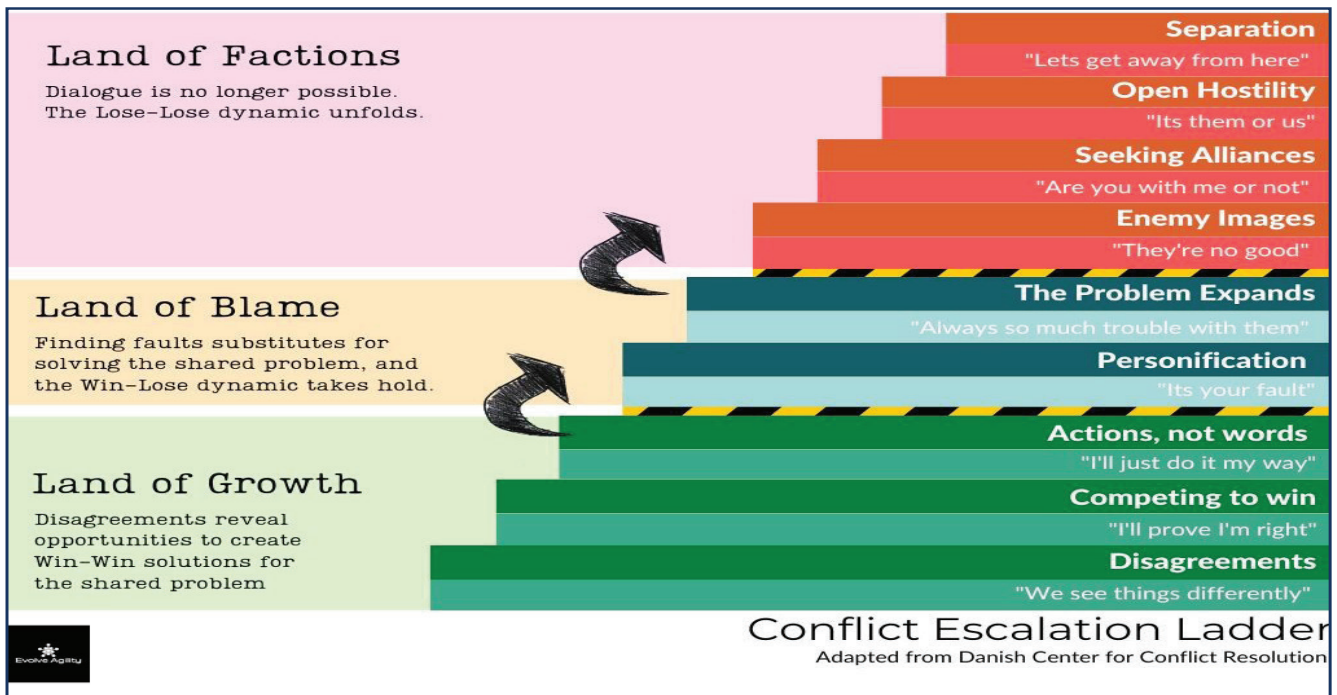 Land of Factions
Dialogue is no longer possible.
The Lose-Lose dynamic unfolds.
Separation
"Lets get away from here"
Open Hostility
"Its them or us"
Seeking Alliances
"Are you with me or not"
Enemy Images
"They're no good"
Land of Blame
Finding faults substitutes for
solving the shared problem, and
the Win-Lose dynamic takes hold.
The Problem Expands
"Always so much trouble with them"
Personification
"Its your fault"
Land of Growth
Disagreements reveal
opportunities to create
Win-Win solutions for
the shared problem
Actions, not words
"I'll just do it my way"
Competing to win
"I'll prove I'm right"
Disagreements
"We see things differently"
Conflict Escalation Ladder
Adapted from Danish Center for Conflict Resolution
Evolve Agility